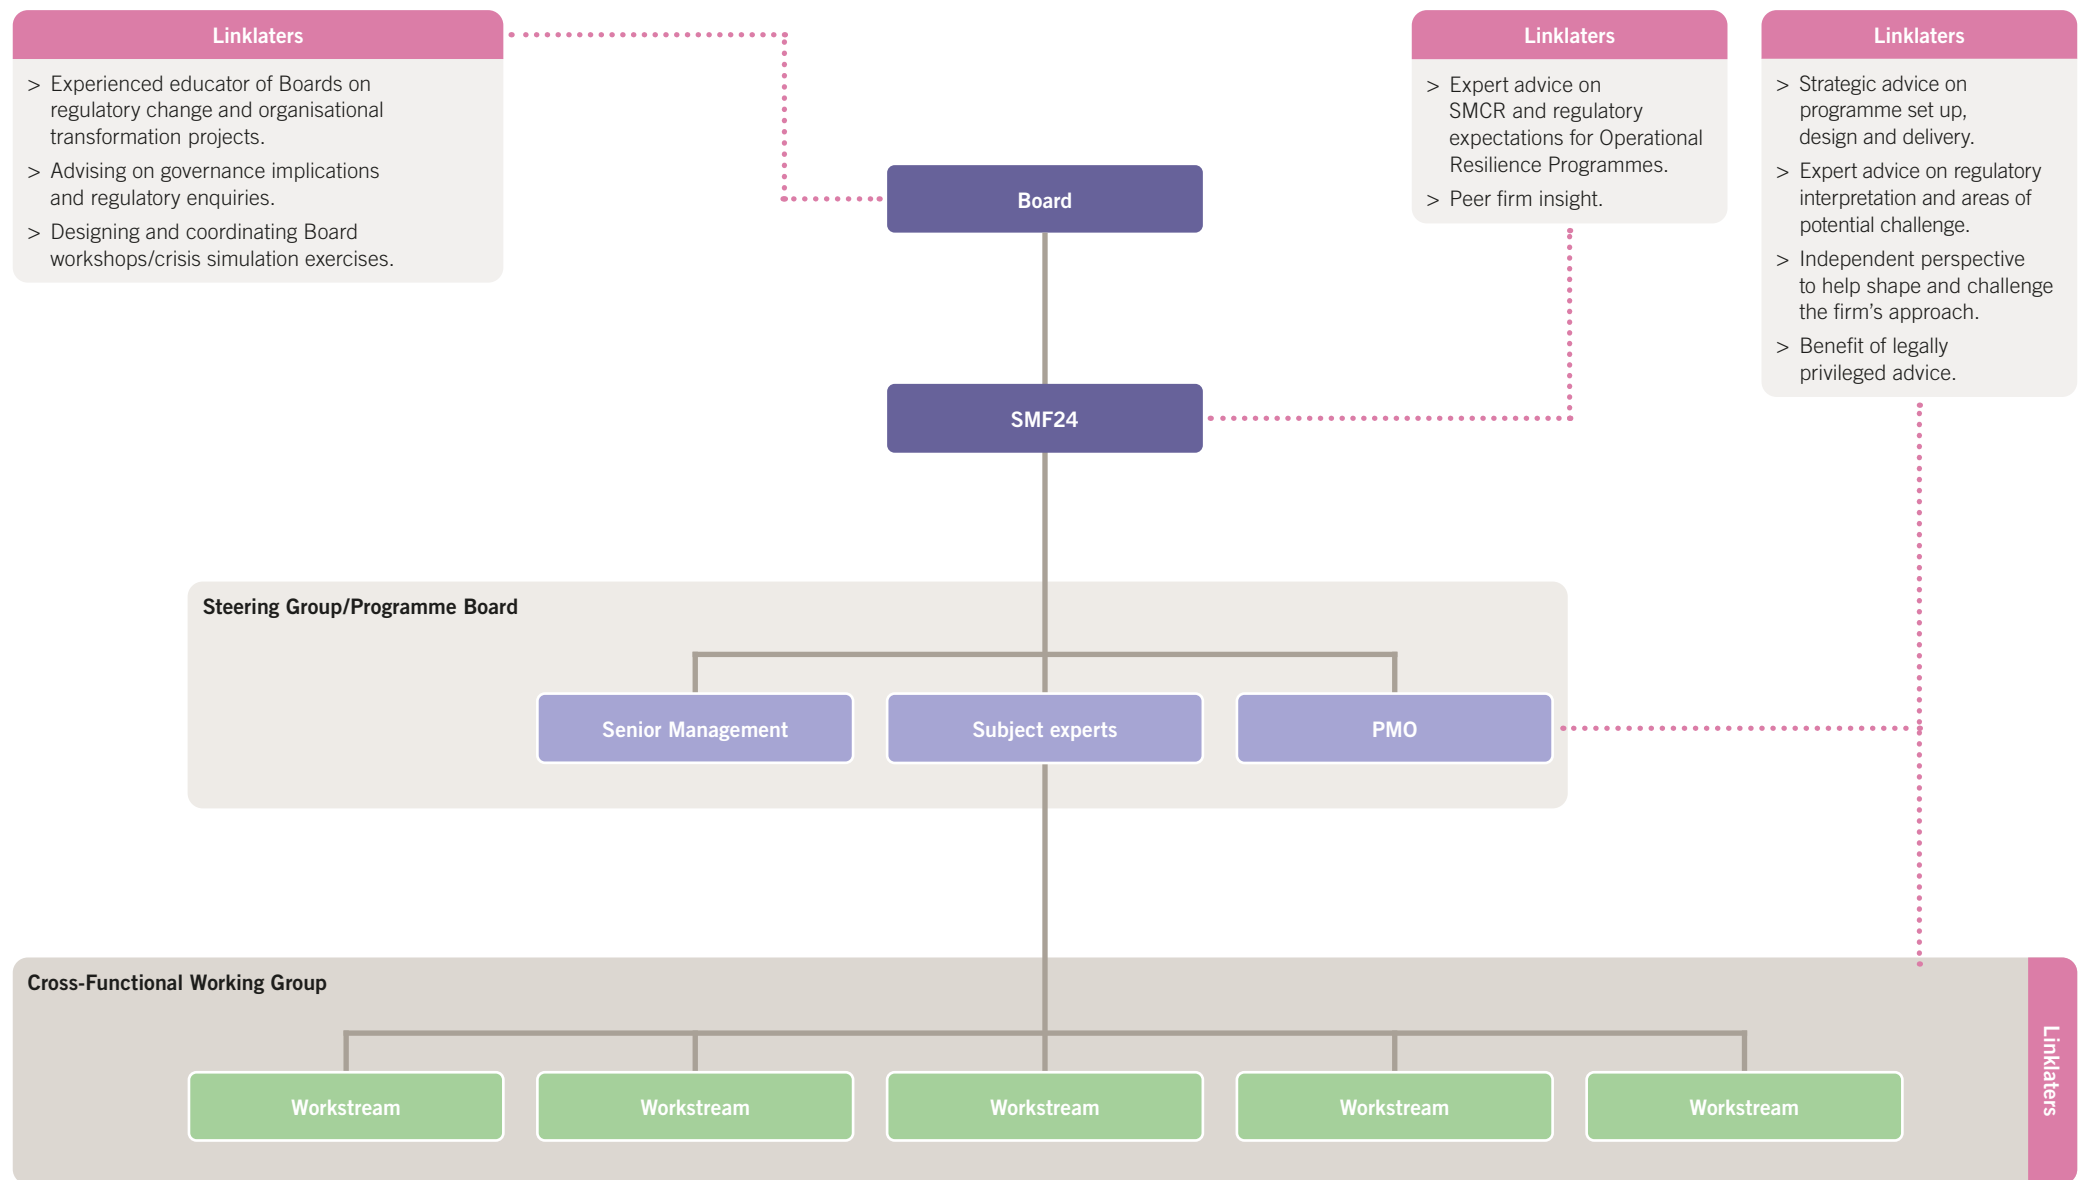 Linklaters
> Experienced educator of Boards on
regulatory change and organisational
transformation projects.
> Advising on governance implications
and regulatory enquiries.
> Designing and coordinating Board
workshops/crisis simulation exercises.
Linklaters
> Expert advice on
SMCR and regulatory
expectations for Operational
Resilience Programmes.
> Peer firm insight.
Linklaters
> Strategic advice on
programme set up,
design and delivery.
> Expert advice on regulatory
interpretation and areas of
potential challenge.
> Independent perspective
to help shape and challenge
the firm's approach.
> Benefit of legally
privileged advice.
Board
SMF24
Steering Group/Programme Board
Senior Management
Subject experts
PMO
Cross-Functional Working Group
Workstream
Workstream
Workstream
Workstream
Workstream
Linklaters